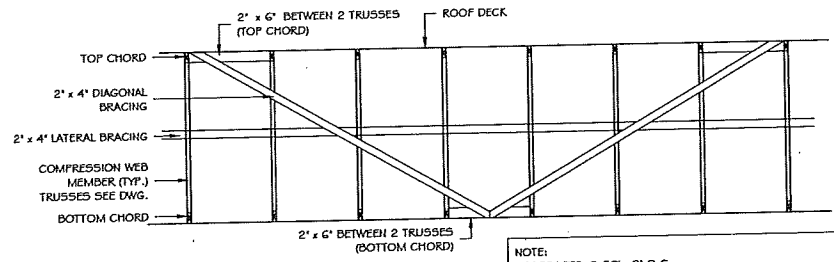 2" x 6" BETWEEN 2 TRUSSES
(TOP CHORD)
ROOF DECK
TOP CHORD
2" x 4" DIAGONAL
BRACING
2" x 4" LATERAL BRACING
COMPRESSION WEB
MEMBER (TYP.)
TRUSSES SEE DWG.
BOTTOM CHORD
2" x 6" BETWEEN 2 TRUSSES
(BOTTOM CHORD)
NOTE: